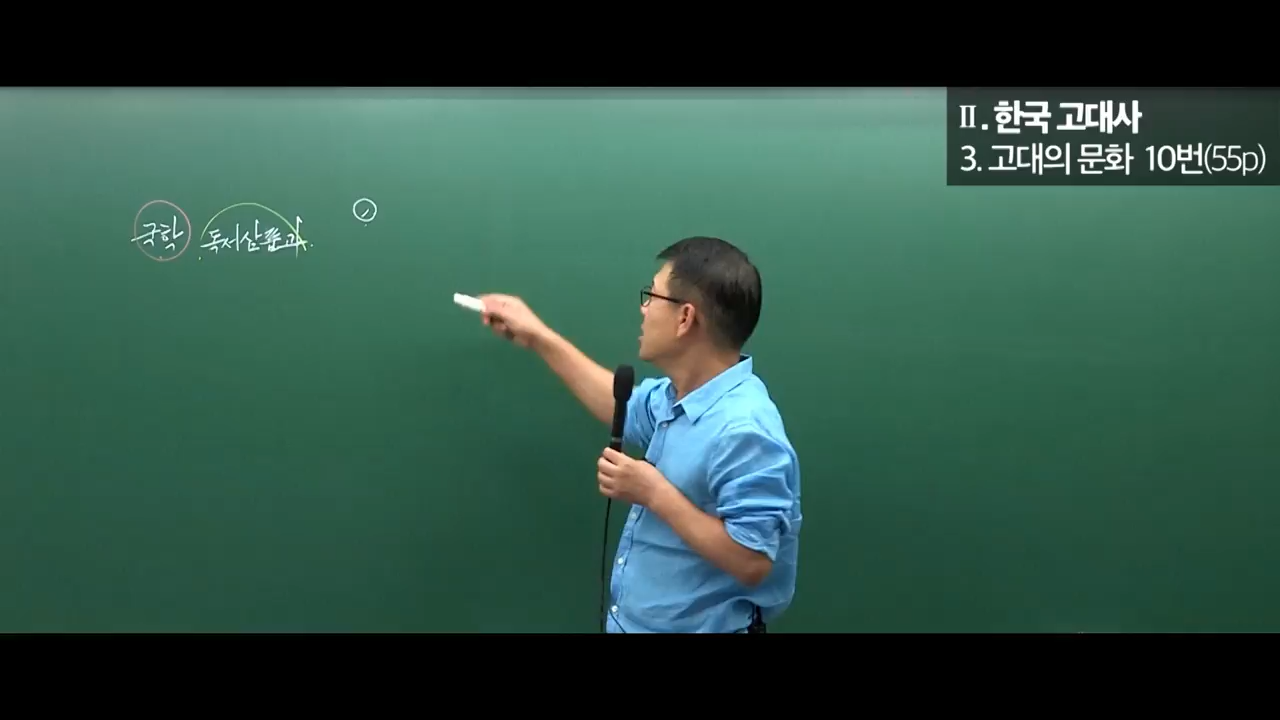 Ⅱ. 한국 고대사
3. 고대의 문화 10번(55p)
국학 독서삼품과.